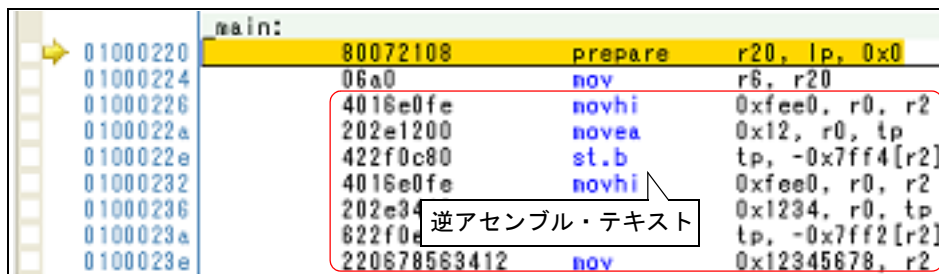 _main:
01000220 80072108 prepare r20, lp, 0x0
01000224 06a0 mov r6, r20
01000226 4016e0fe movhi 0xfee0, r0, r2
0100022a 202e1200 movea 0x12, r0, tp
0100022e 422f0c80 st.b tp, -0x7ff4[r2]
01000232 4016e0fe movhi 0xfee0, r0, r2
01000236 0x1234, r0, tp
逆アセンブル・テキスト
0100023a tp, -0x7ff2[r2]
0100023e 220678563412 mov 0x12345678, r2